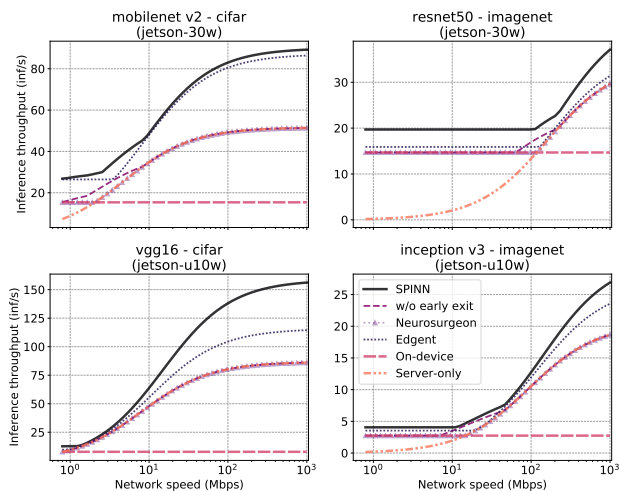 mobilenet v2 - cifar
(jetson-30w)
resnet50 - imagenet
(jetson-30w)
Inference throughput (inf/s)
80
60
40
20
30
20
10
0
vgg16 - cifar
(jetson-u10w)
inception v3 - imagenet
(jetson-u10w)
Inference throughput (inf/s)
150
125
100
75
50
25
25
20
15
10
5
0
SPINN
w/o early exit
Neurosurgeon
Edgent
On-device
Server-only
10⁰ 10¹ 10² 10³
10⁰ 10¹ 10² 10³
Network speed (Mbps)
Network speed (Mbps)